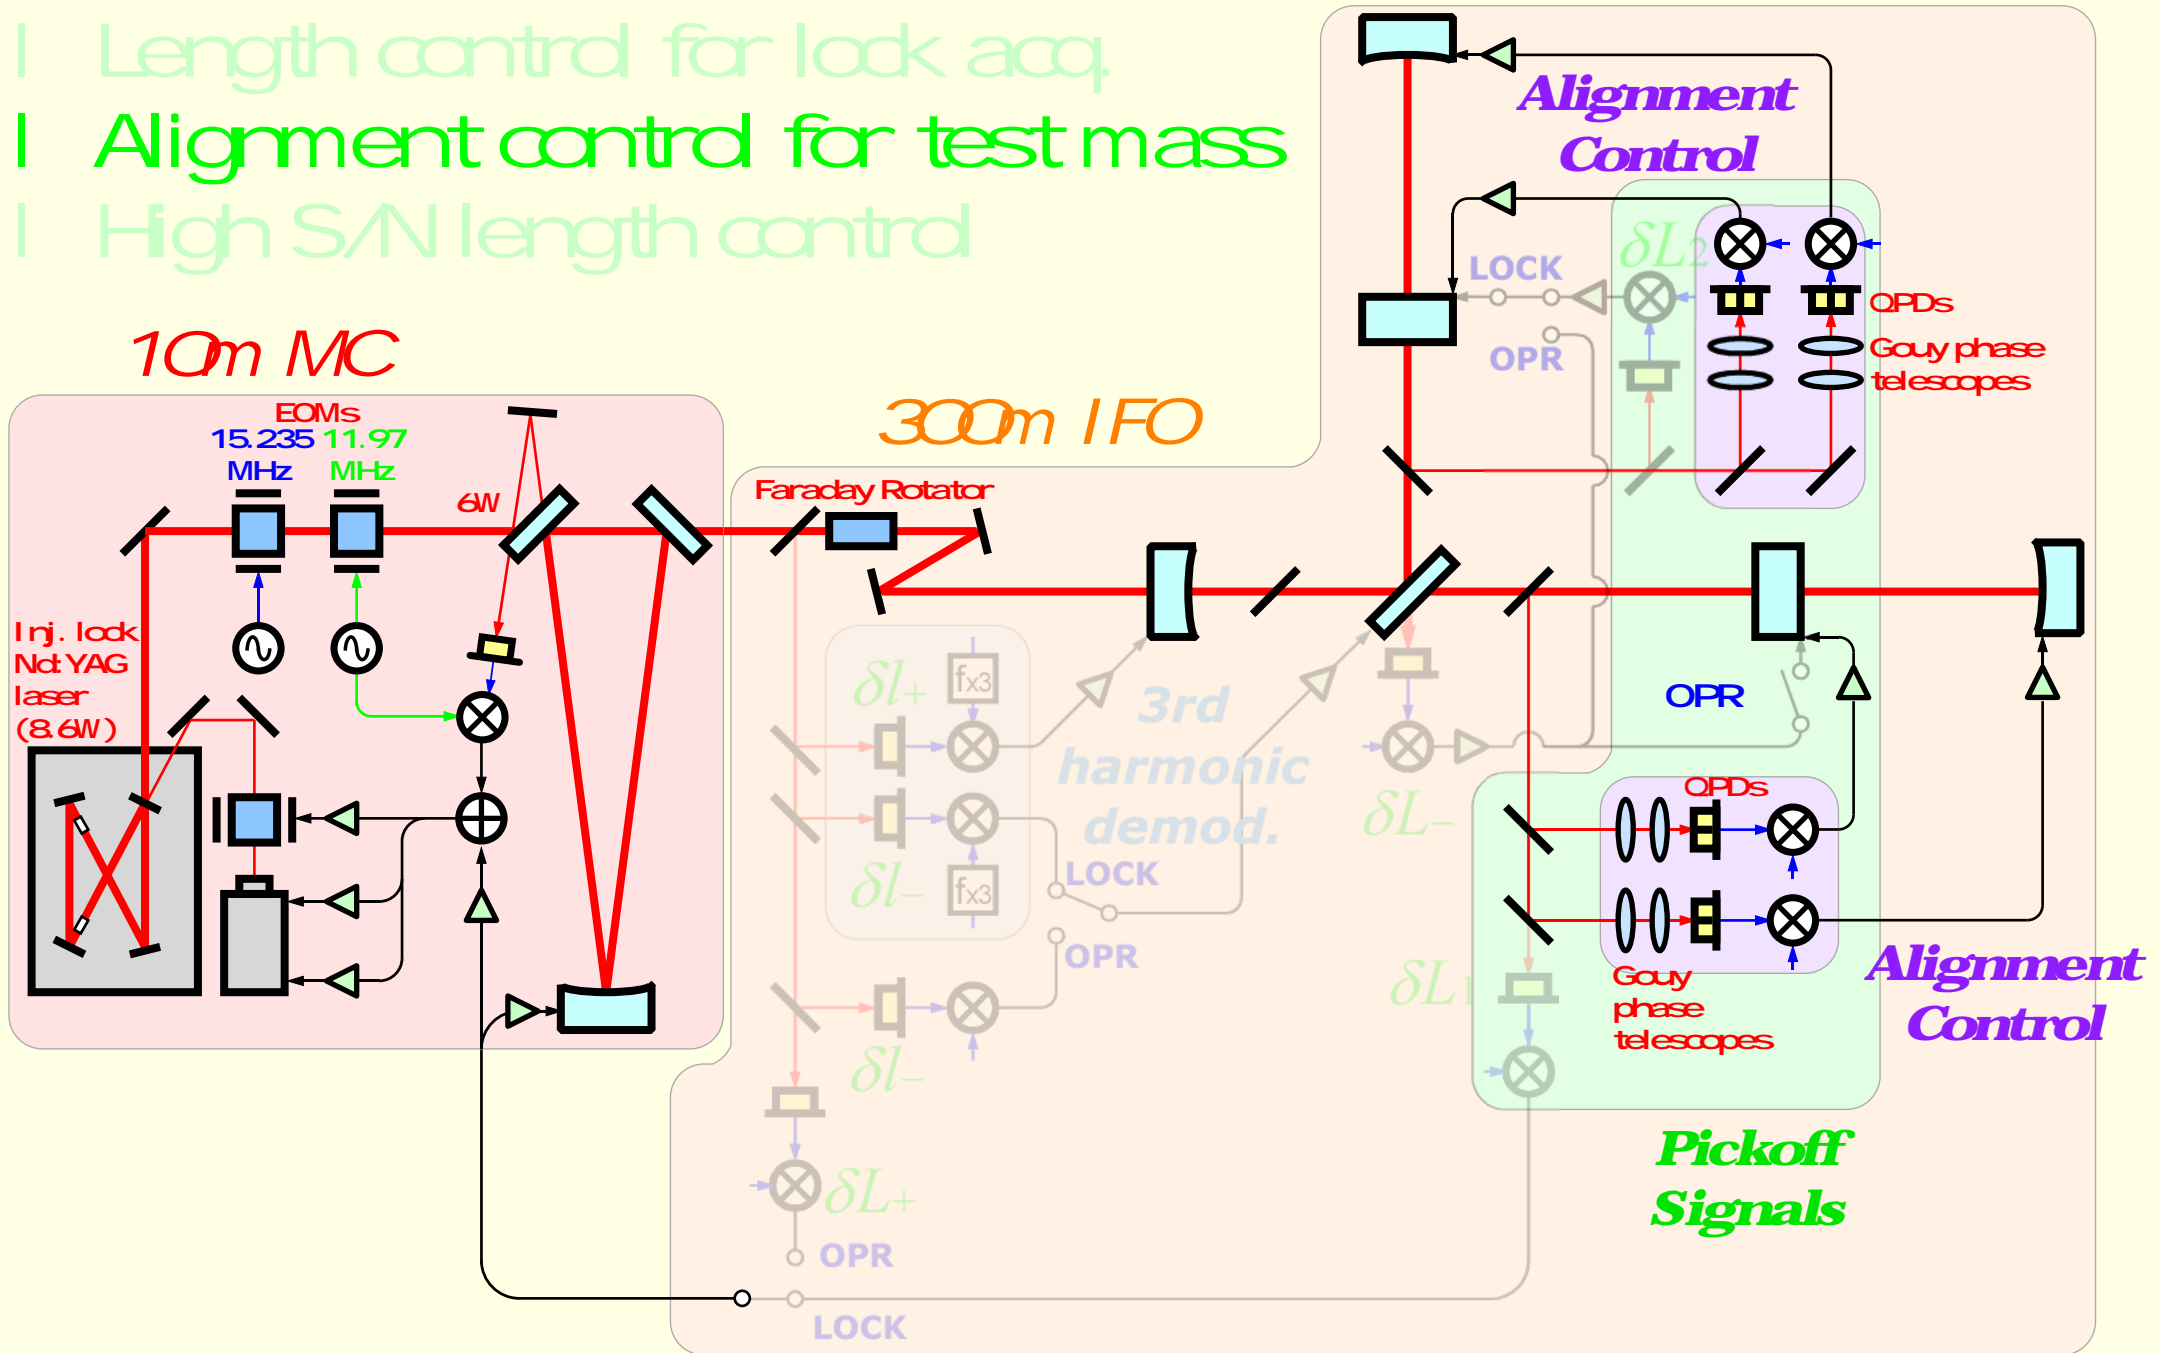 l Length control for lock acq.
l Alignment control for test mass
l High S/N length control
10m MC
EOMs
15.235 11.97
MHz MHz
6W
Inj. lock
Nd:YAG
laser
(8.6W)
300m IFO
Faraday Rotator
Alignment
Control
δL2
LOCK
OPR
QPDs
Gouy phase
telescopes
δl+
fx3
δl−
fx3
3rd
harmonic
demod.
LOCK
OPR
δl−
δL+
OPR
LOCK
δL−
OPR
QPDs
Gouy
phase
telescopes
δL1
Alignment
Control
Pickoff
Signals